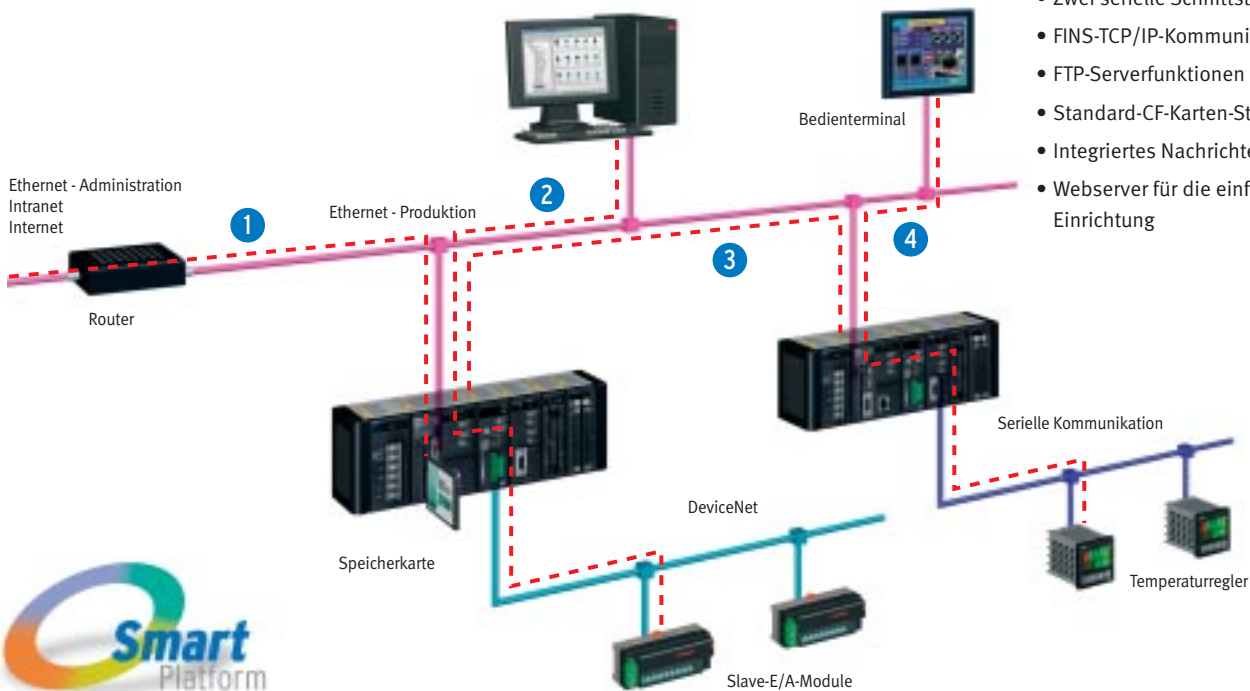 • Zwei serielle Schnittst
• FINS-TCP/IP-Kommuni
• FTP-Serverfunktionen
• Standard-CF-Karten-St
• Integriertes Nachrichte
• Webserver für die einf
Einrichtung
Bedienterminal
Ethernet - Administration
Intranet
Internet
1
Ethernet - Produktion
2
3
4
Router
Serielle Kommunikation
DeviceNet
Speicherkarte
Temperaturregler
Slave-E/A-Module
Smart
Platform